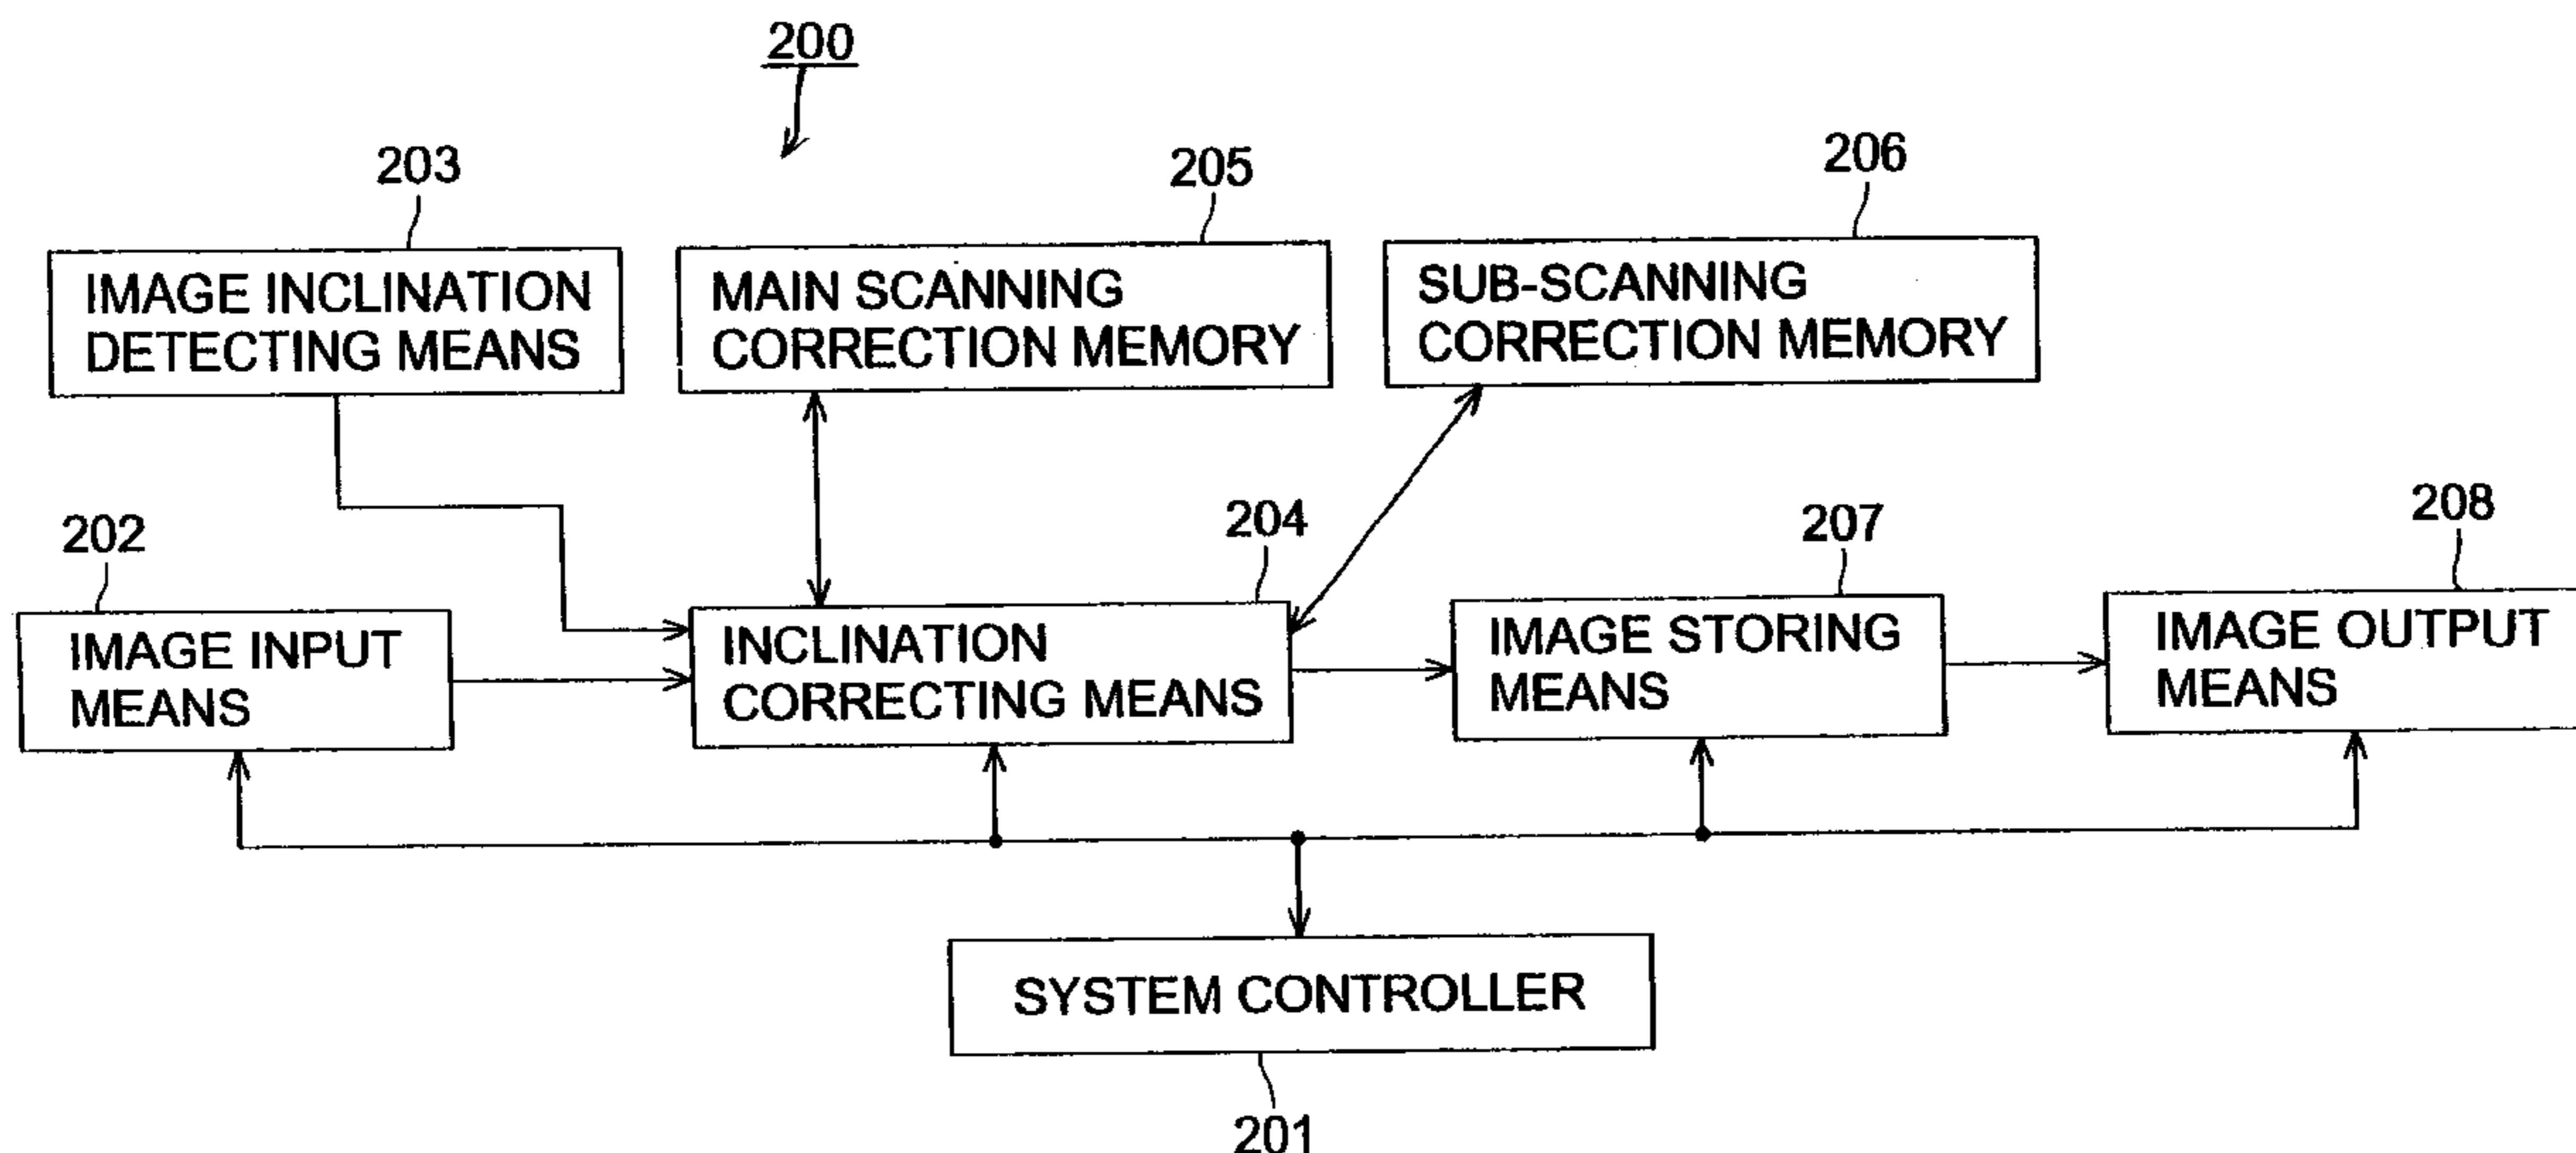 200
203
205
206
IMAGE INCLINATION
DETECTING MEANS
MAIN SCANNING
CORRECTION MEMORY
SUB-SCANNING
CORRECTION MEMORY
202
204
207
208
IMAGE INPUT
MEANS
INCLINATION
CORRECTING MEANS
IMAGE STORING
MEANS
IMAGE OUTPUT
MEANS
SYSTEM CONTROLLER
201